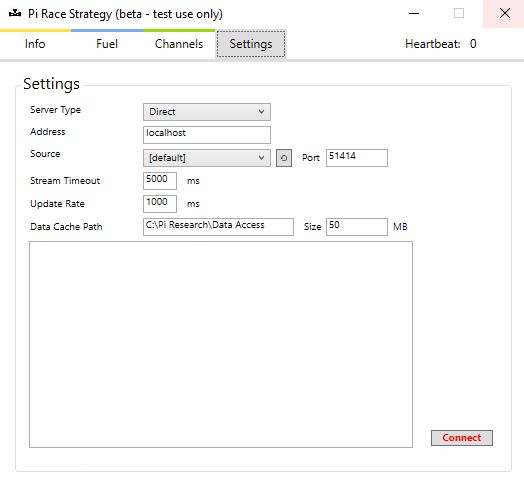 Pi Race Strategy (beta - test use only)
Info Fuel Channels Settings Heartbeat: 0
Settings
Server Type Direct
Address localhost
Source [default] Port 51414
Stream Timeout 5000 ms
Update Rate 1000 ms
Data Cache Path C:\Pi Research\Data Access Size 50 MB
Connect